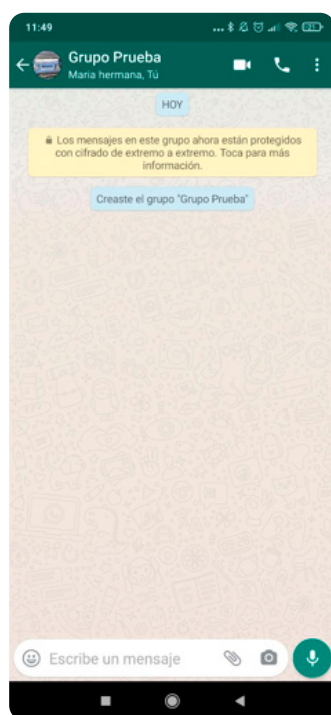 11:49
Grupo Prueba
Maria hermana, Tú
HOY
Los mensajes en este grupo ahora están protegidos
con cifrado de extremo a extremo. Toca para más
información.
Creaste el grupo "Grupo Prueba"
Escribe un mensaje